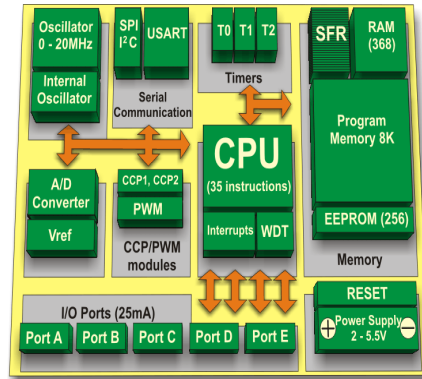 Oscillator
0 - 20MHz
Internal
Oscillator
SPI
I²C
USART
Serial
Communication
T0 T1 T2
Timers
SFR
RAM
(368)
Program
Memory 8K
EEPROM (256)
Memory
A/D
Converter
Vref
CCP1, CCP2
PWM
CCP/PWM
modules
CPU
(35 instructions)
Interrupts
WDT
I/O Ports (25mA)
Port A Port B Port C Port D Port E
RESET
+ Power Supply −
2 - 5.5V